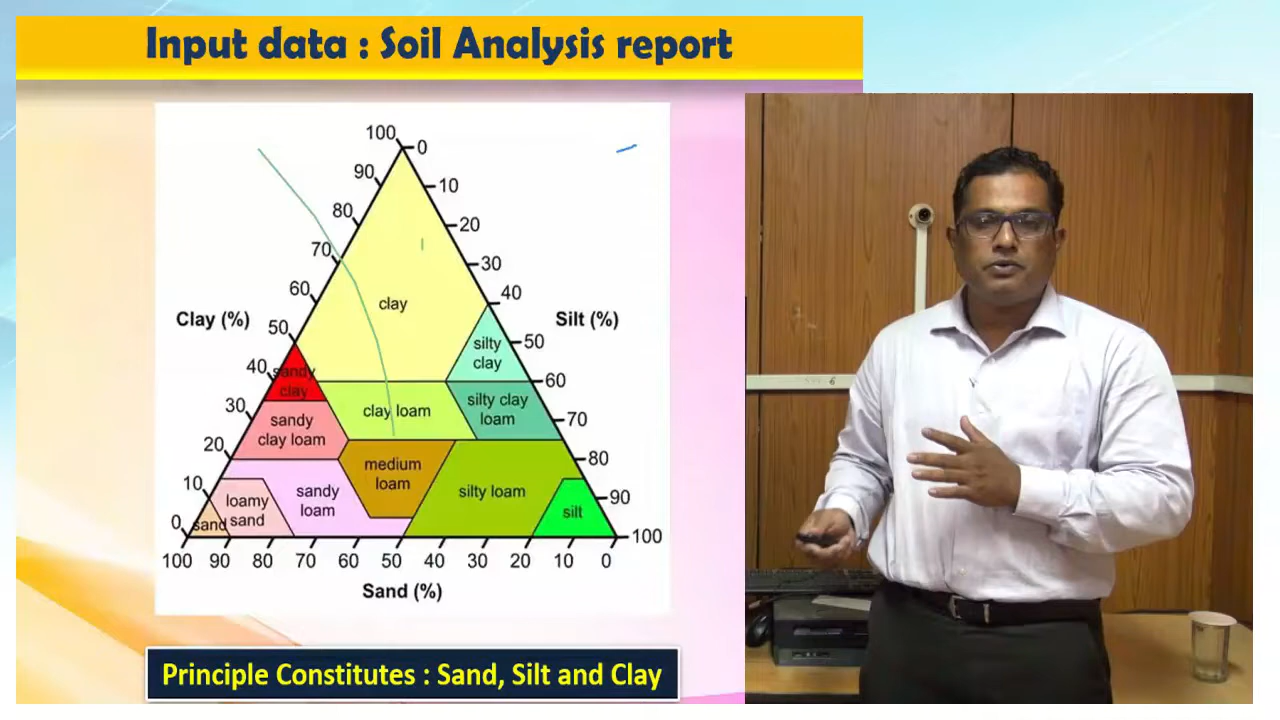 Input data : Soil Analysis report
100
0
90
10
80
20
70
30
60
clay
40
Clay (%)
Silt (%)
50
silty
clay
50
40
sandy
clay
60
30
sandy
clay loam
clay loam
silty clay
loam
70
20
medium
loam
80
10
loamy
sand
sandy
loam
silty loam
90
0
sand
silt
100
100 90 80 70 60 50 40 30 20 10 0
Sand (%)
Principle Constitutes : Sand, Silt and Clay